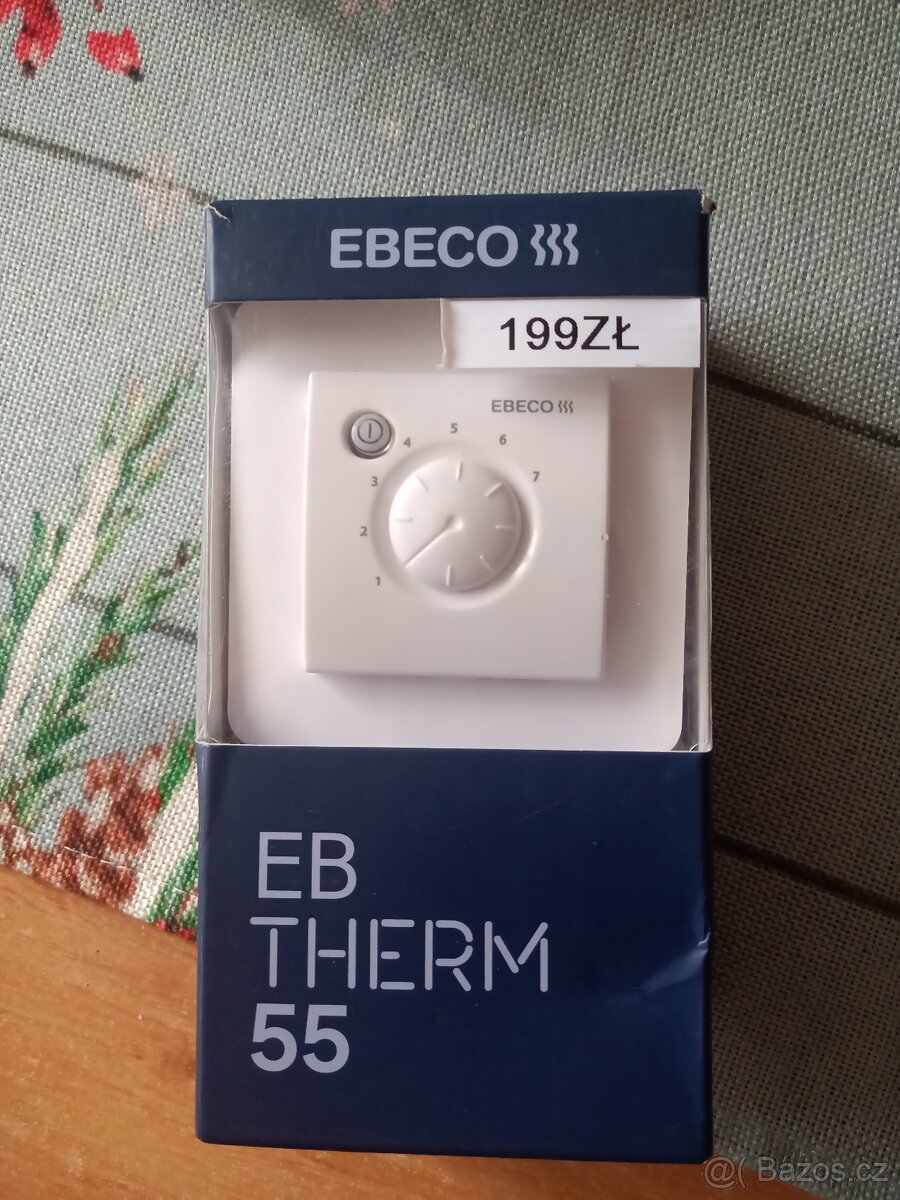 EBECO
199ZŁ
EBECO
1 2 3 4 5 6 7
EB
THERM
55
@( Bazos.cz